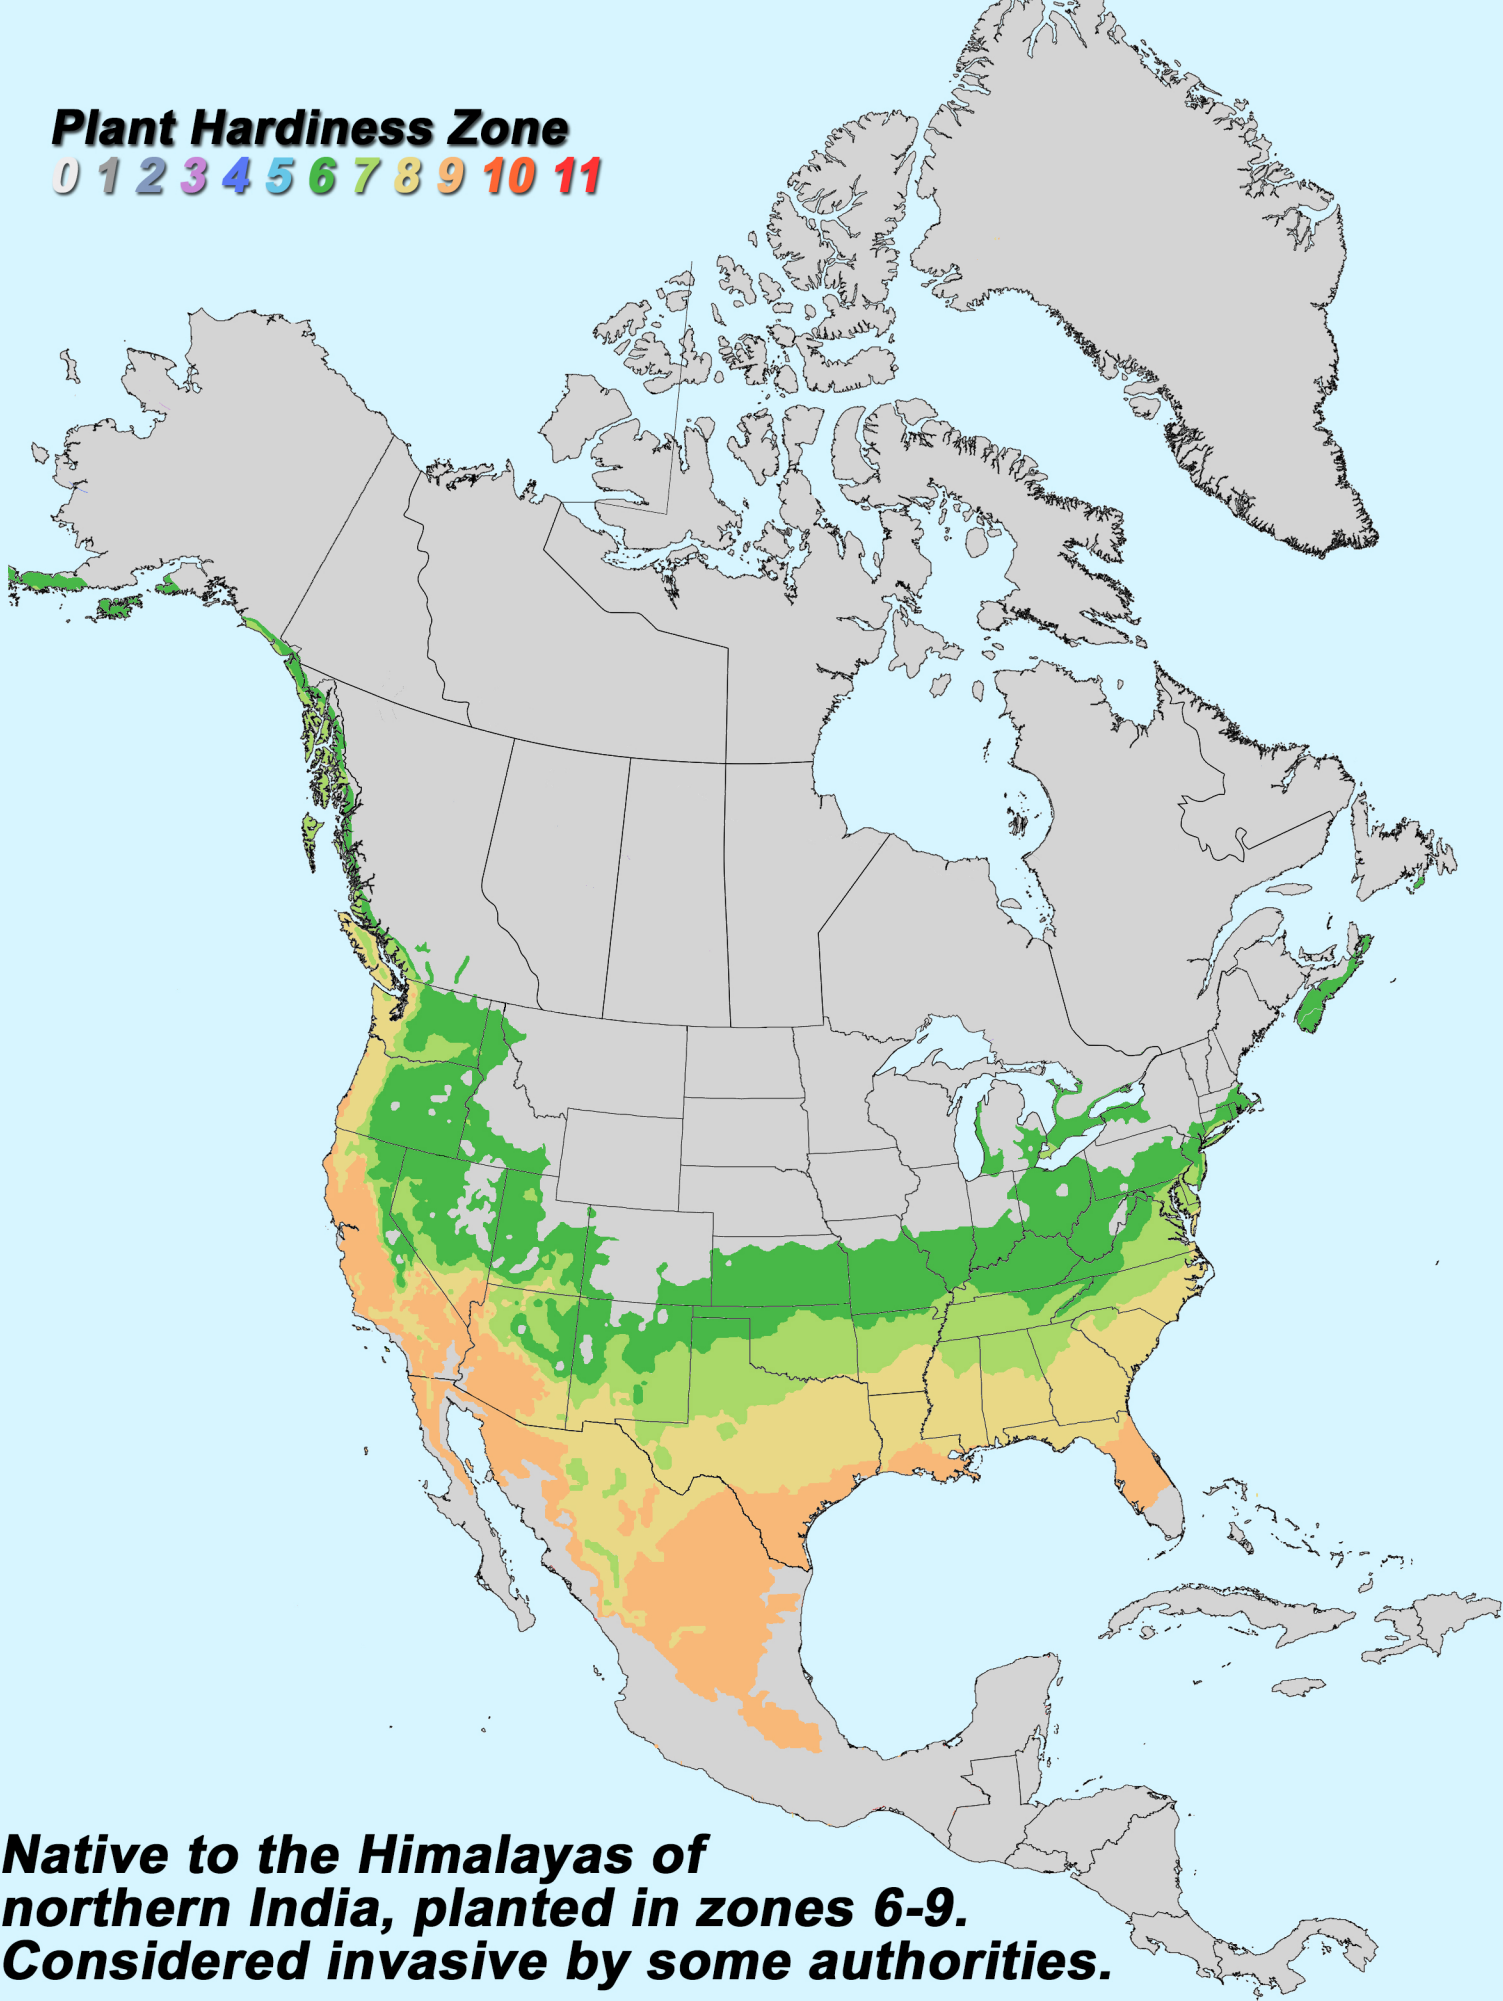 Plant Hardiness Zone
0 1 2 3 4 5 6 7 8 9 10 11
Native to the Himalayas of
northern India, planted in zones 6-9.
Considered invasive by some authorities.